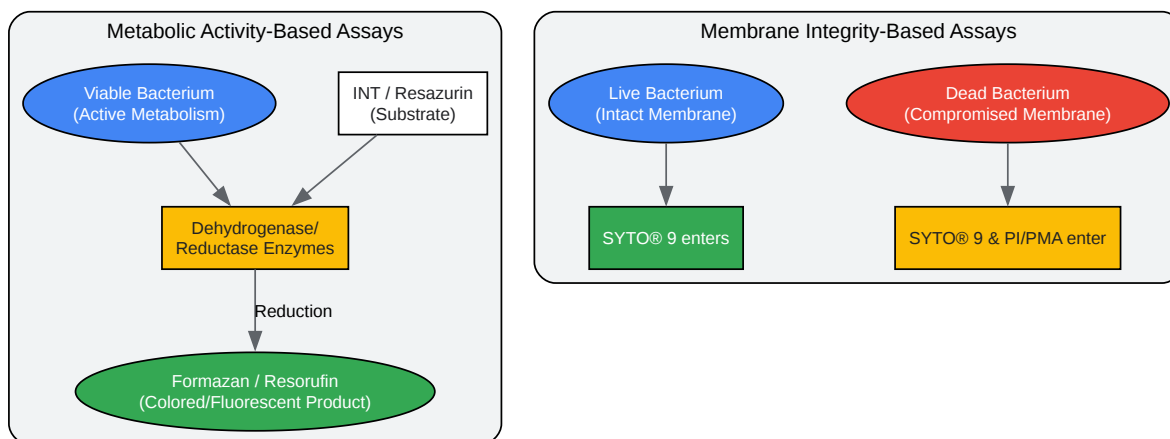 Metabolic Activity-Based Assays
Viable Bacterium
(Active Metabolism)
INT / Resazurin
(Substrate)
Dehydrogenase/
Reductase Enzymes
Reduction
Formazan / Resorufin
(Colored/Fluorescent Product)
Membrane Integrity-Based Assays
Live Bacterium
(Intact Membrane)
Dead Bacterium
(Compromised Membrane)
SYTO® 9 enters
SYTO® 9 & PI/PMA enter